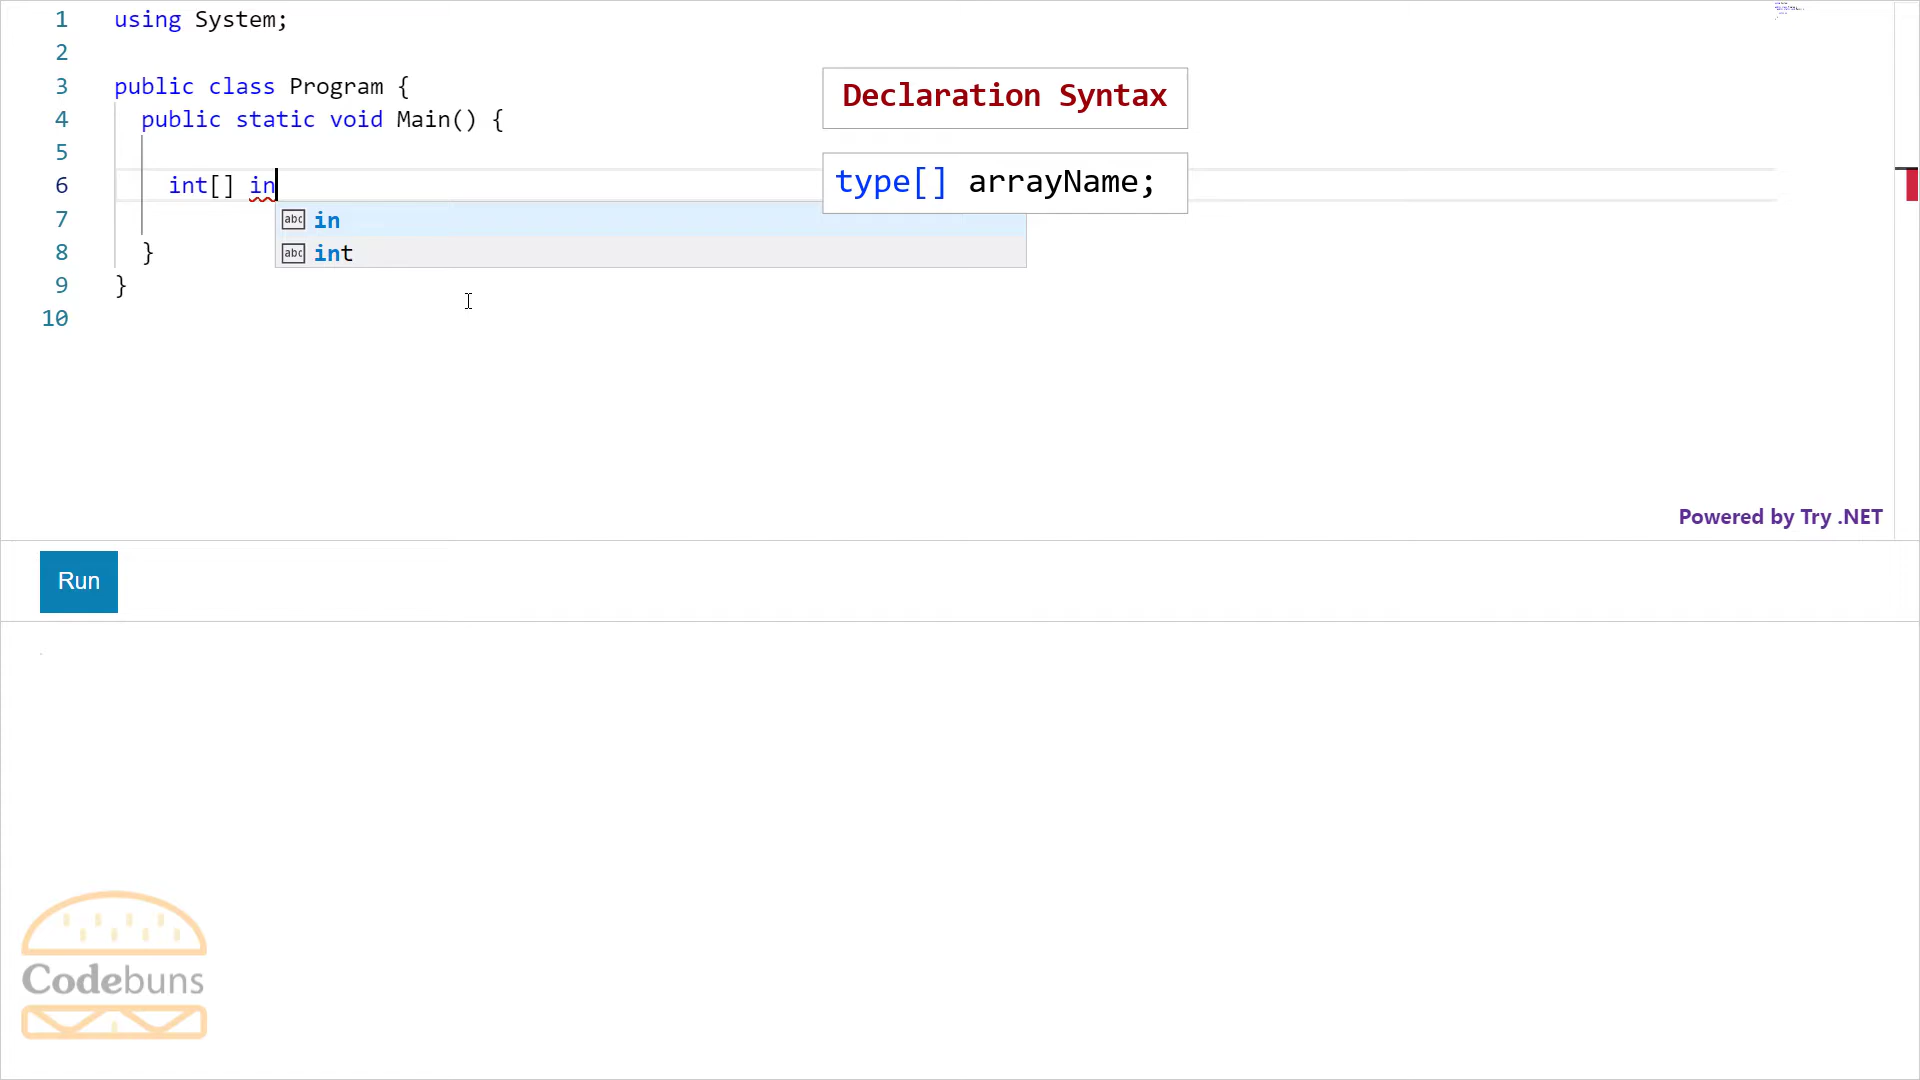 1 using System;
2
3 public class Program {
4 public static void Main() {
5
6 int[] in
7
8 }
9 }
10
in
int
Declaration Syntax
type[] arrayName;
Powered by Try .NET
Run
Codebuns